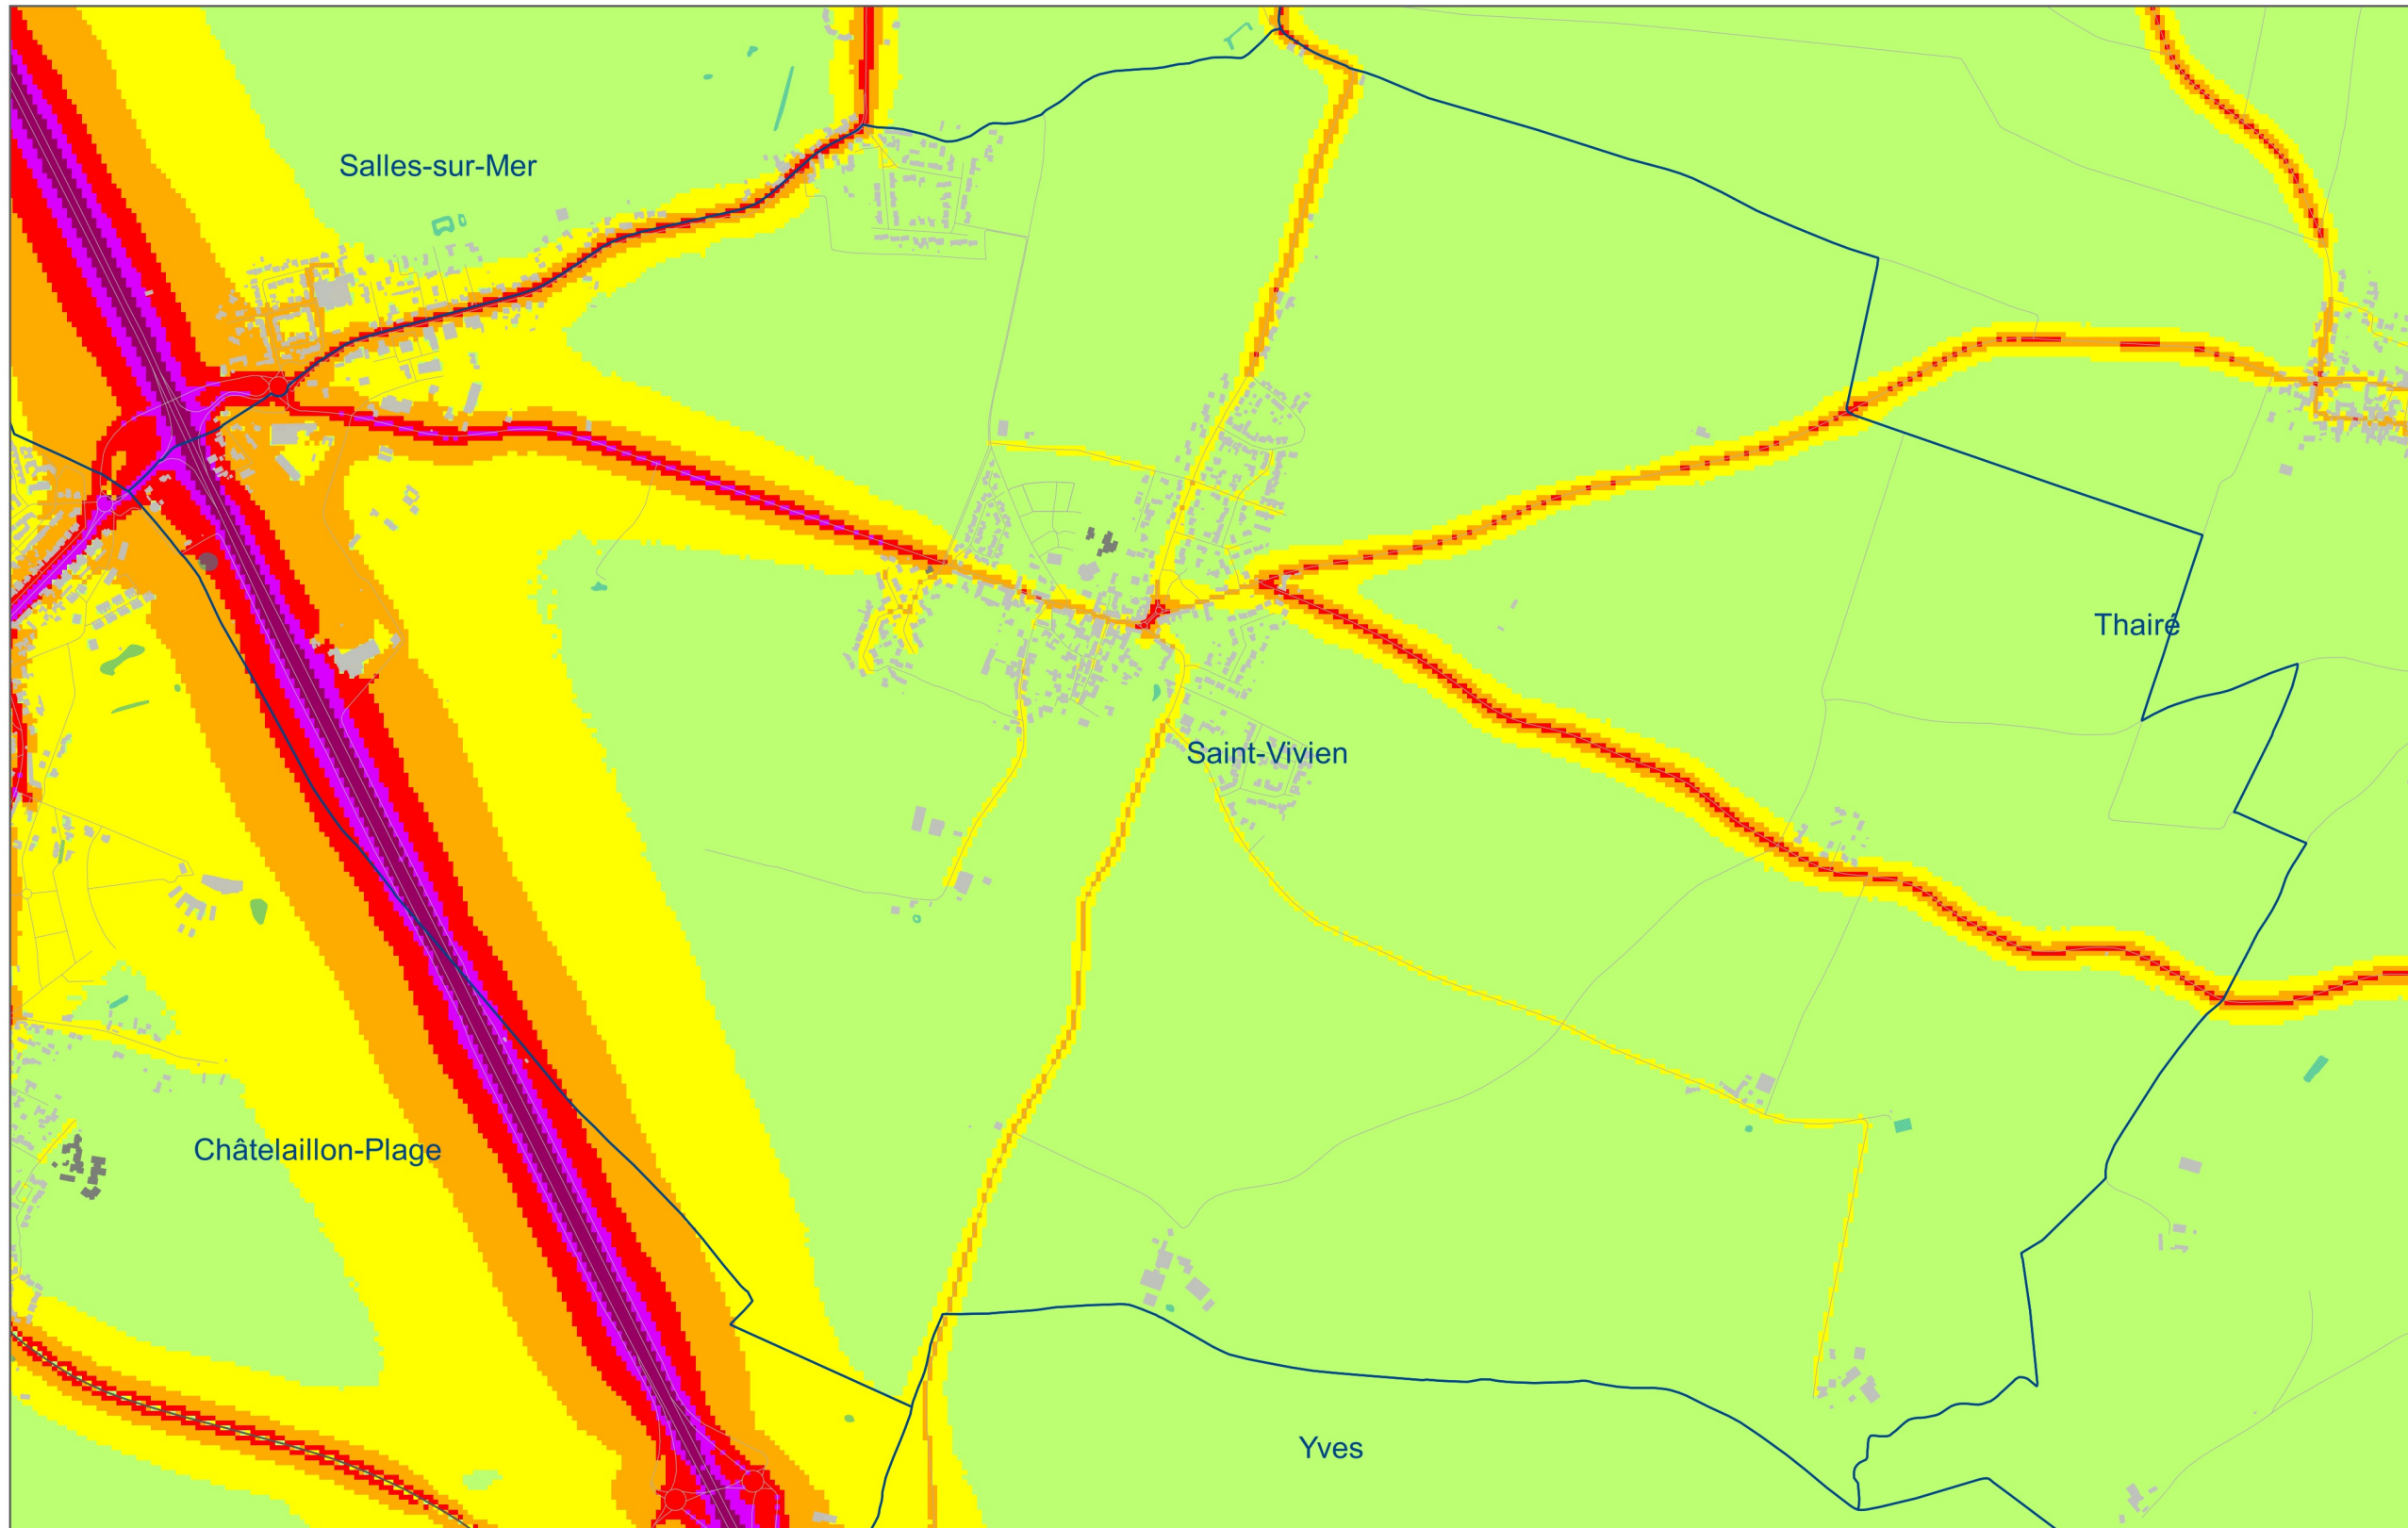 Salles-sur-Mer
Thairé
Saint-Vivien
Châtelaillon-Plage
Yves